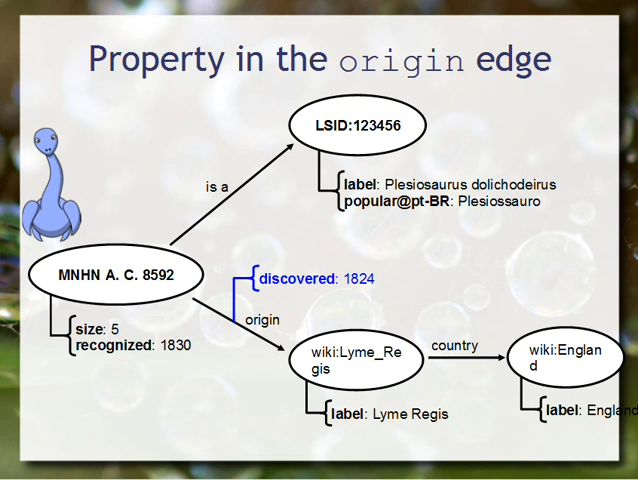 Property in the origin edge
LSID:123456
is a
label: Plesiosaurus dolichodeirus
popular@pt-BR: Plesiossauro
MNHN A. C. 8592
discovered: 1824
size: 5
recognized: 1830
origin
wiki:Lyme_Re
gis
country
wiki:Englan
d
label: Lyme Regis
label: England